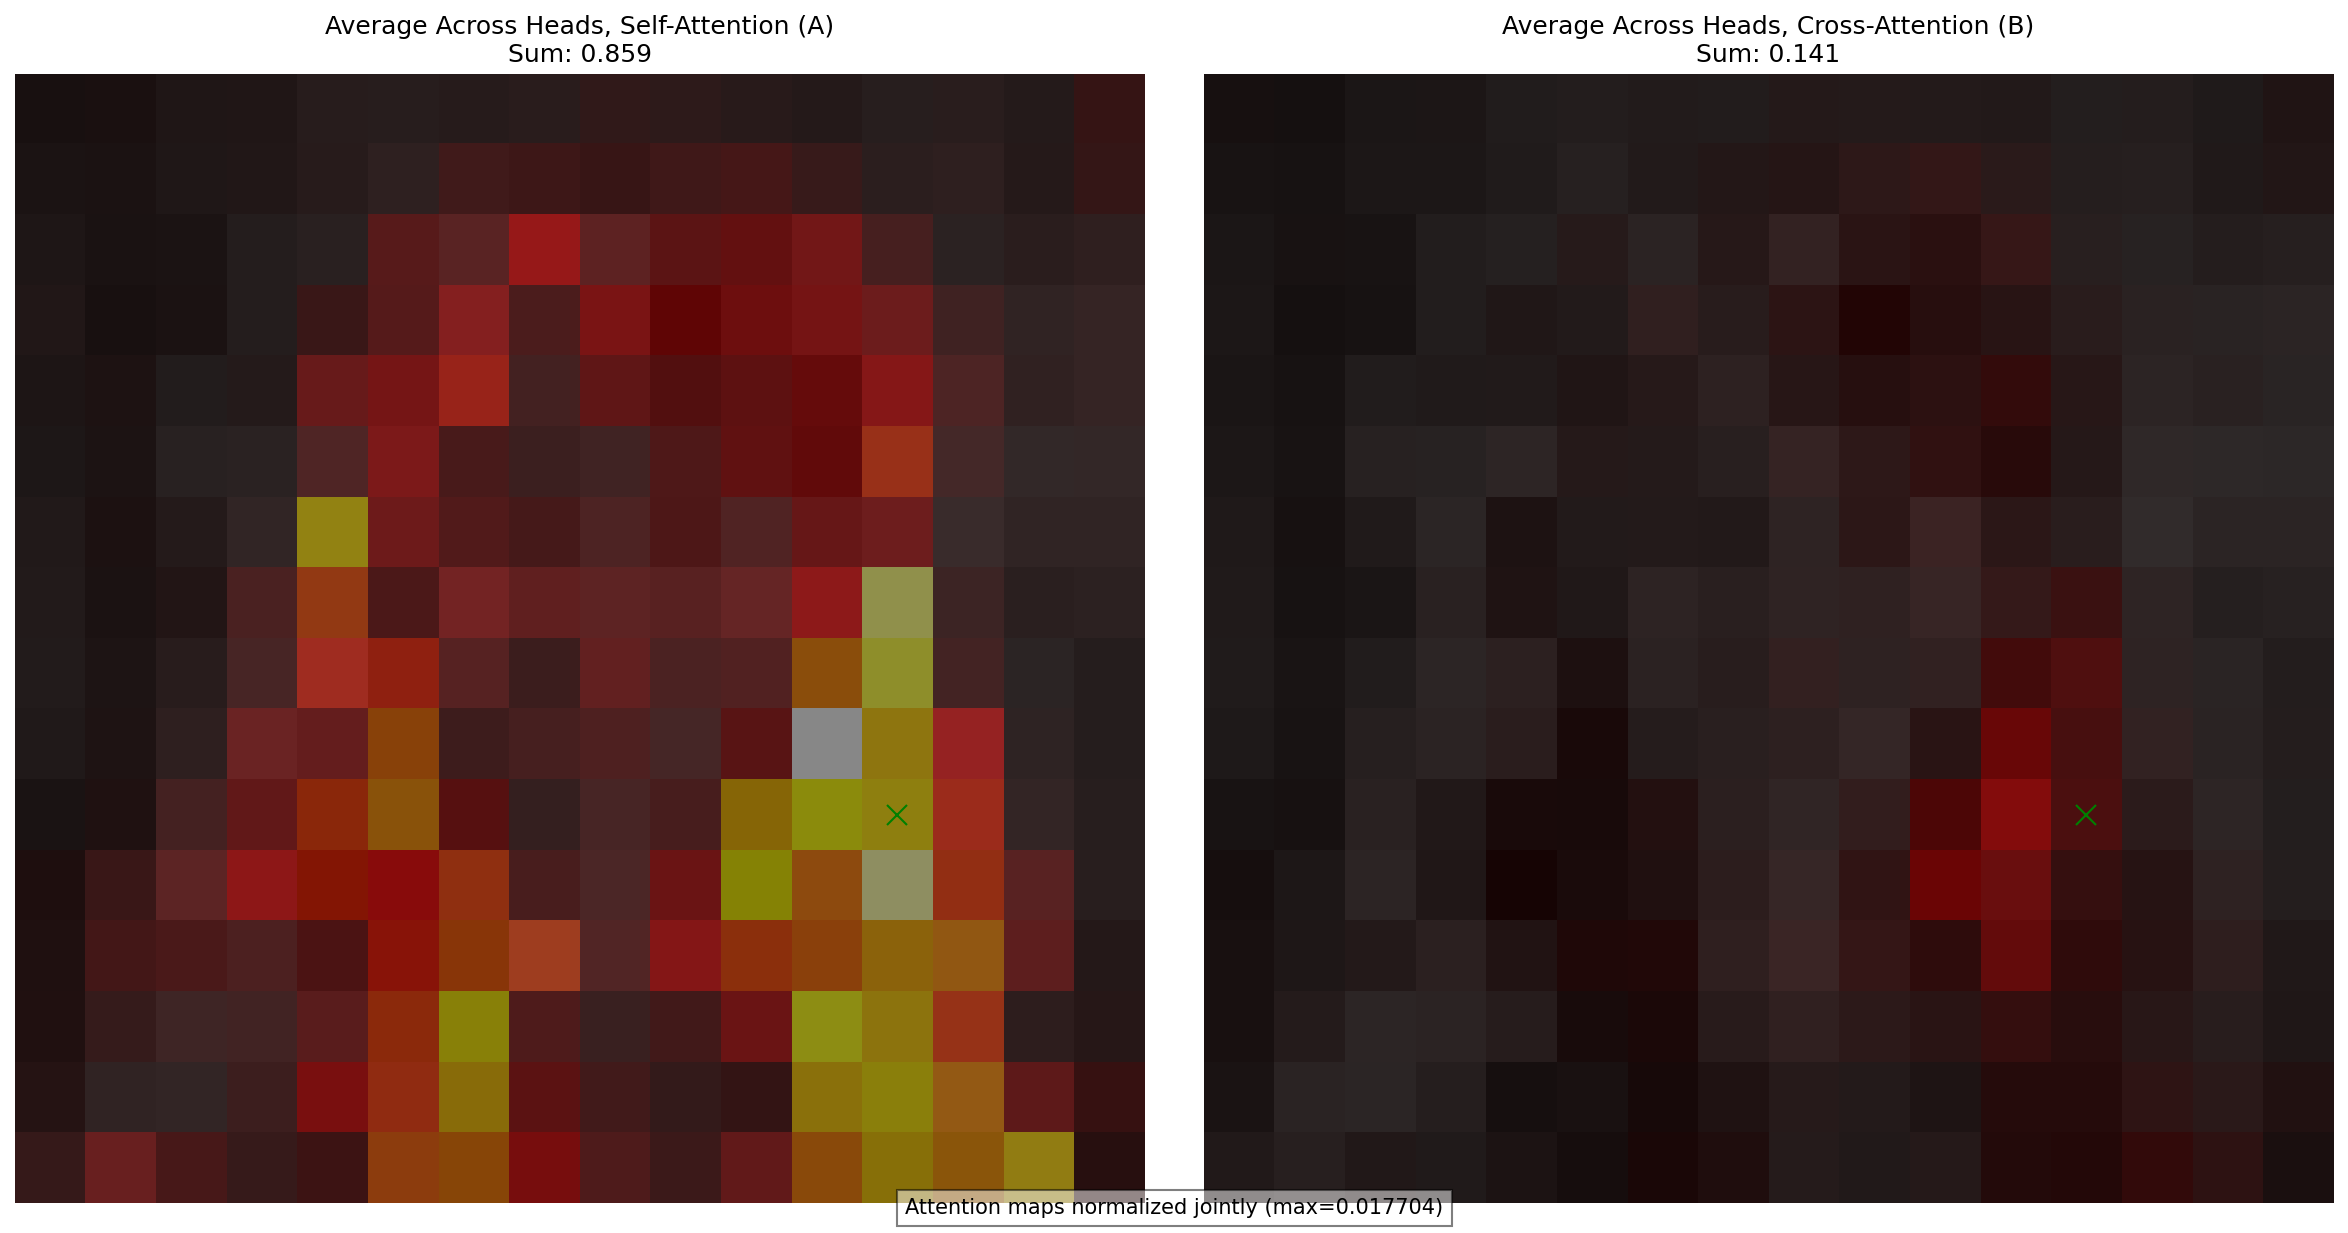 Average Across Heads, Self-Attention (A)
Sum: 0.859
Average Across Heads, Cross-Attention (B)
Sum: 0.141
Attention maps normalized jointly (max=0.017704)